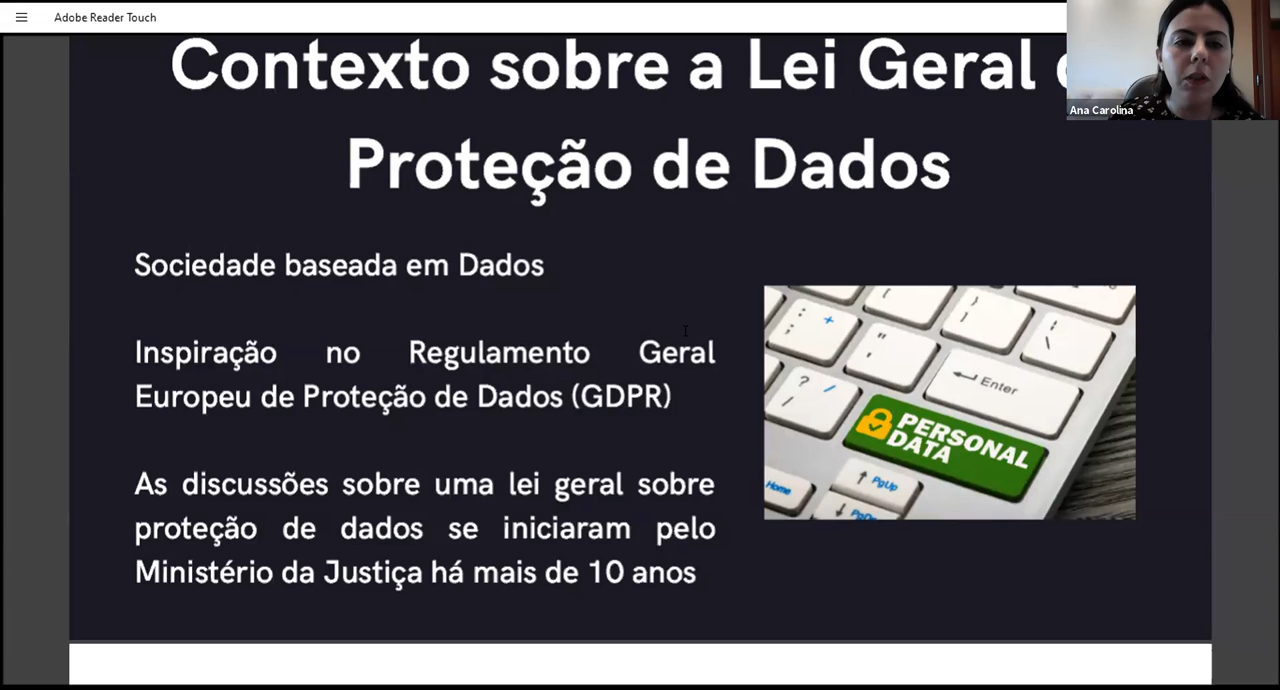 Adobe Reader Touch
Contexto sobre a Lei Geral
Proteção de Dados
Ana Carolina
Sociedade baseada em Dados
Inspiração no Regulamento Geral
Europeu de Proteção de Dados (GDPR)
As discussões sobre uma lei geral sobre
proteção de dados se iniciaram pelo
Ministério da Justiça há mais de 10 anos
Enter
PERSONAL
DATA
Home
PgUp